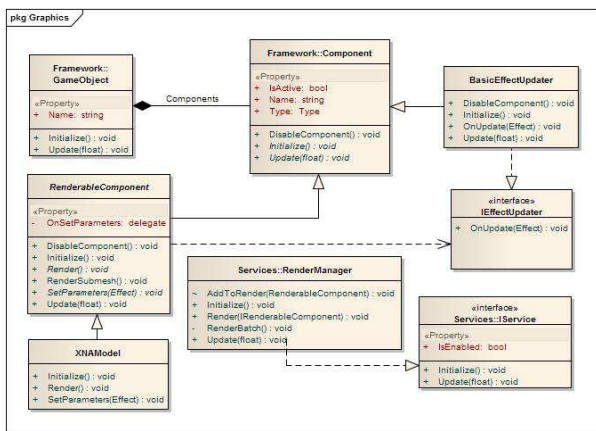 pkg Graphics
Framework::
GameObject
«Property»
+ Name: string
+ Initialize() : void
+ Update(float) : void
Components
Framework::Component
«Property»
+ IsActive: bool
+ Name: string
+ Type: Type
+ DisableComponent() : void
+ Initialize() : void
+ Update(float) : void
BasicEffectUpdater
+ DisableComponent() : void
+ Initialize() : void
+ OnUpdate(Effect) : void
+ Update(float) : void
RenderableComponent
«Property»
- OnSetParameters: delegate
+ DisableComponent() : void
+ Initialize() : void
+ Render() : void
+ RenderSubmesh() : void
+ SetParameters(Effect) : void
+ Update(float) : void
«interface»
IEffectUpdater
+ OnUpdate(Effect) : void
Services::RenderManager
~ AddToRender(RenderableComponent) : void
+ Initialize() : void
+ Render(IRenderableComponent) : void
- RenderBatch() : void
+ Update(float) : void
«interface»
Services::IService
«Property»
+ IsEnabled: bool
+ Initialize() : void
+ Update(float) : void
XNAModel
+ Initialize() : void
+ Render() : void
+ SetParameters(Effect) : void